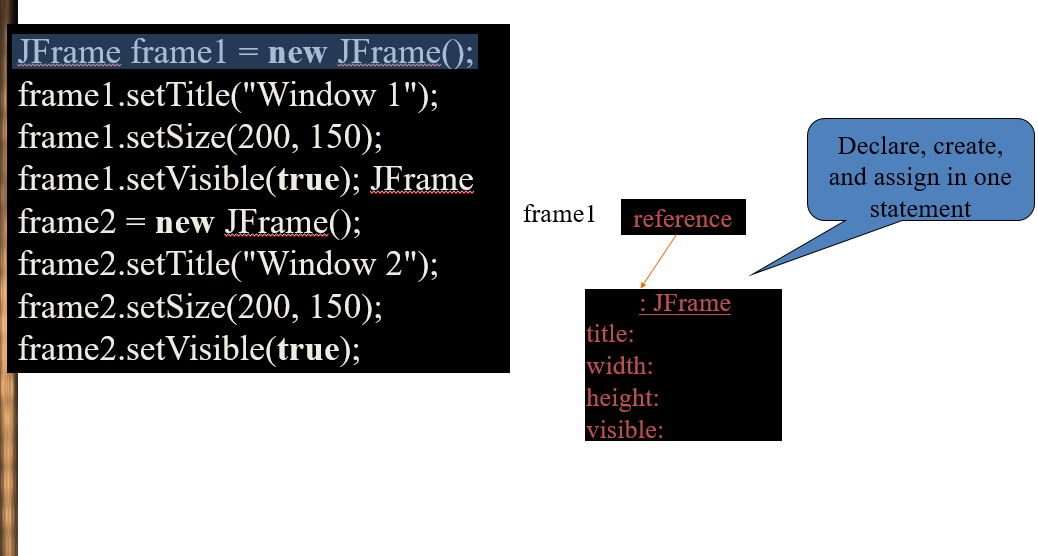 JFrame frame1 = new JFrame();
frame1.setTitle("Window 1");
frame1.setSize(200, 150);
frame1.setVisible(true); JFrame
frame2 = new JFrame();
frame2.setTitle("Window 2");
frame2.setSize(200, 150);
frame2.setVisible(true);
Declare, create,
and assign in one
statement
frame1
reference
: JFrame
title:
width:
height:
visible: